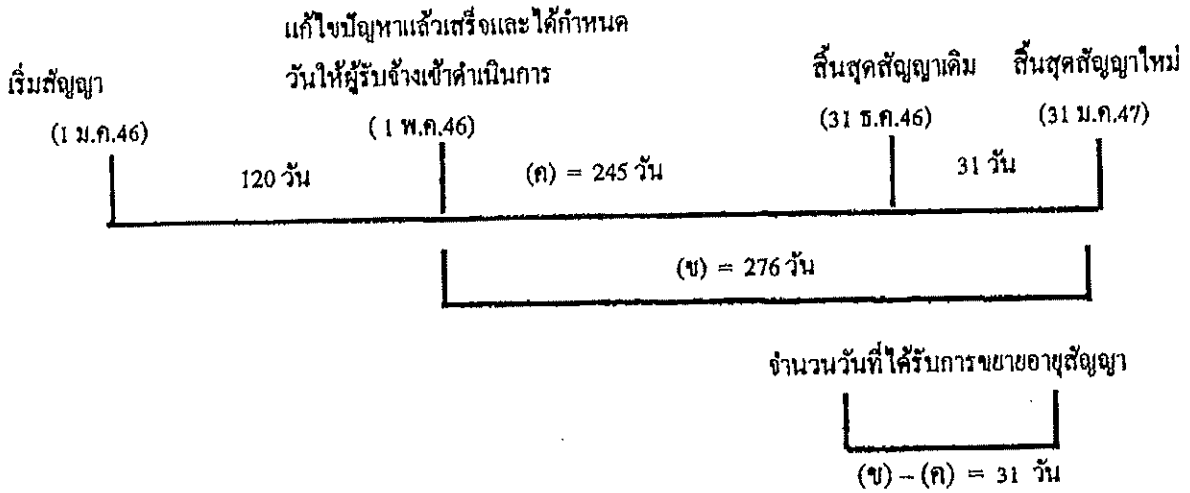 แก้ไขปัญหาแล้วเสร็จและได้กำหนด
เริ่มสัญญา วันให้ผู้รับจ้างเข้าดำเนินการ สิ้นสุดสัญญาเดิม สิ้นสุดสัญญาใหม่
(1 ม.ค.46) ( 1 พ.ค.46) (31 ธ.ค.46) (31 ม.ค.47)
120 วัน (ค) = 245 วัน 31 วัน
(ข) = 276 วัน
จำนวนวันที่ได้รับการขยายอายุสัญญา
(ข) – (ค) = 31 วัน